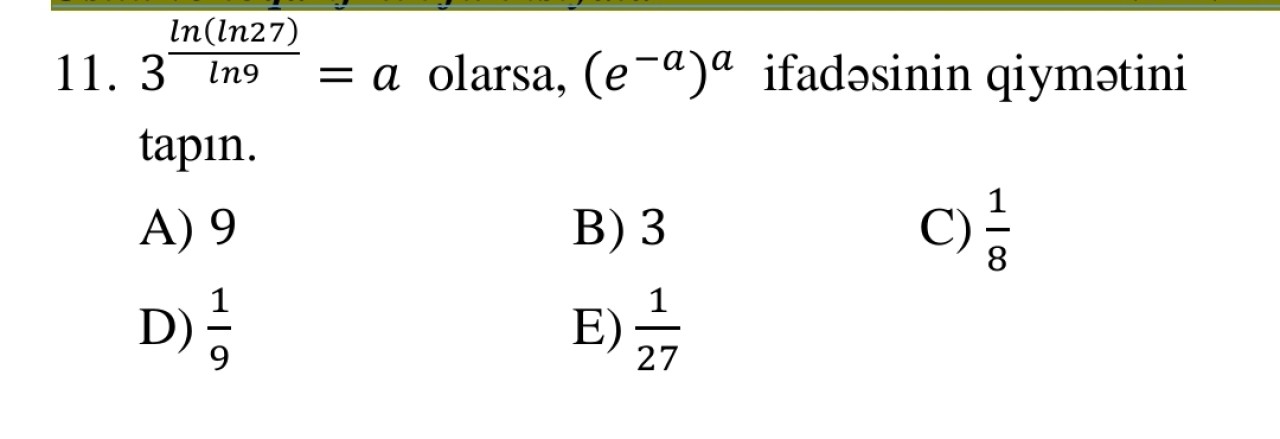 11. 3^{\frac{ln(ln27)}{ln9}} = a olarsa, (e^{-a})^{a} ifadəsinin qiymətini
tapın.
A) 9 B) 3 C) \frac{1}{8}
D) \frac{1}{9} E) \frac{1}{27}